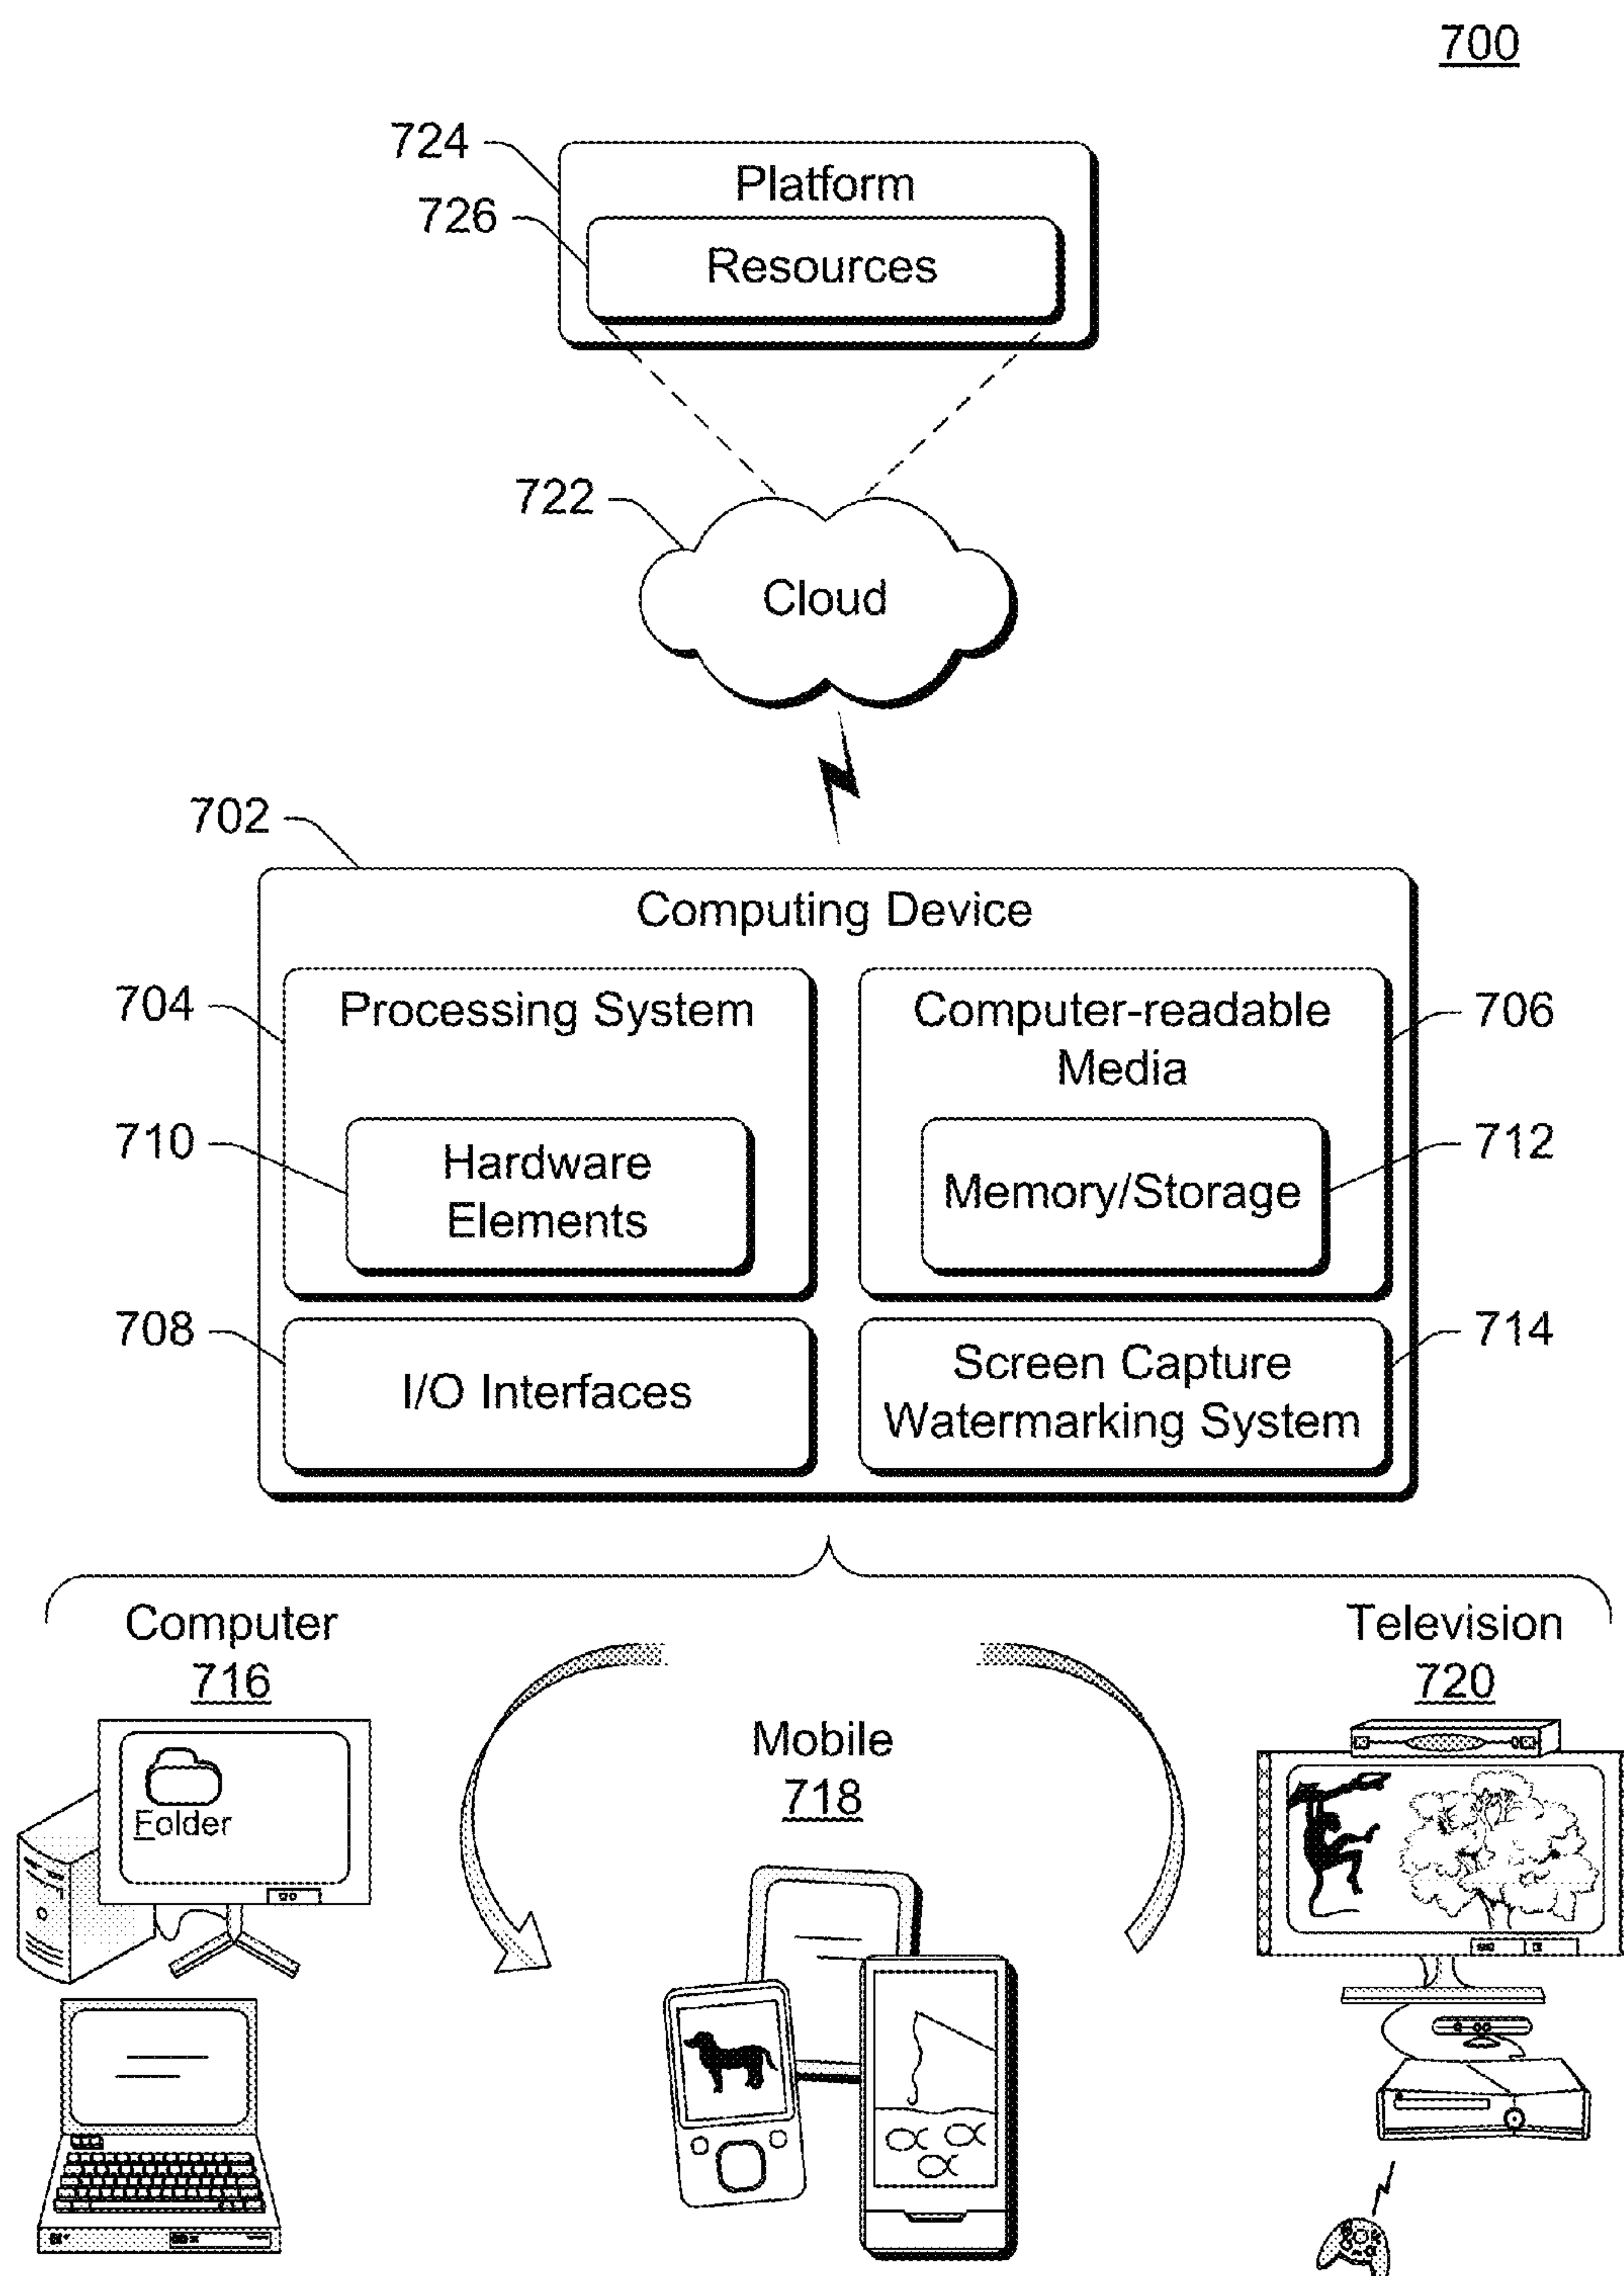 700
724
Platform
726
Resources
722
Cloud
702
Computing Device
704
Processing System
Computer-readable
Media
706
710
Hardware
Elements
Memory/Storage
712
708
I/O Interfaces
Screen Capture
Watermarking System
714
Computer
716
Folder
Mobile
718
Television
720